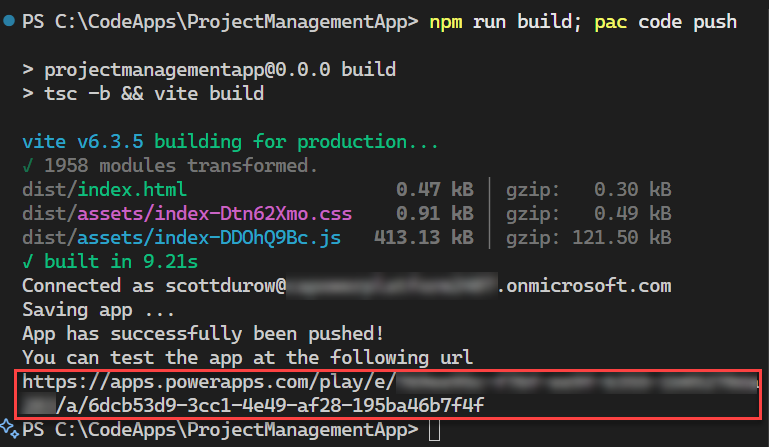 PS C:\CodeApps\ProjectManagementApp> npm run build; pac code push
> projectmanagementapp@0.0.0 build
> tsc -b && vite build
vite v6.3.5 building for production...
✓ 1958 modules transformed.
dist/index.html 0.47 kB │ gzip: 0.30 kB
dist/assets/index-Dtn62Xmo.css 0.91 kB │ gzip: 0.49 kB
dist/assets/index-DDOhQ9Bc.js 413.13 kB │ gzip: 121.50 kB
✓ built in 9.21s
Connected as scottdurow@ .onmicrosoft.com
Saving app ...
App has successfully been pushed!
You can test the app at the following url
https://apps.powerapps.com/play/e/
/a/6dcb53d9-3cc1-4e49-af28-195ba46b7f4f
PS C:\CodeApps\ProjectManagementApp>